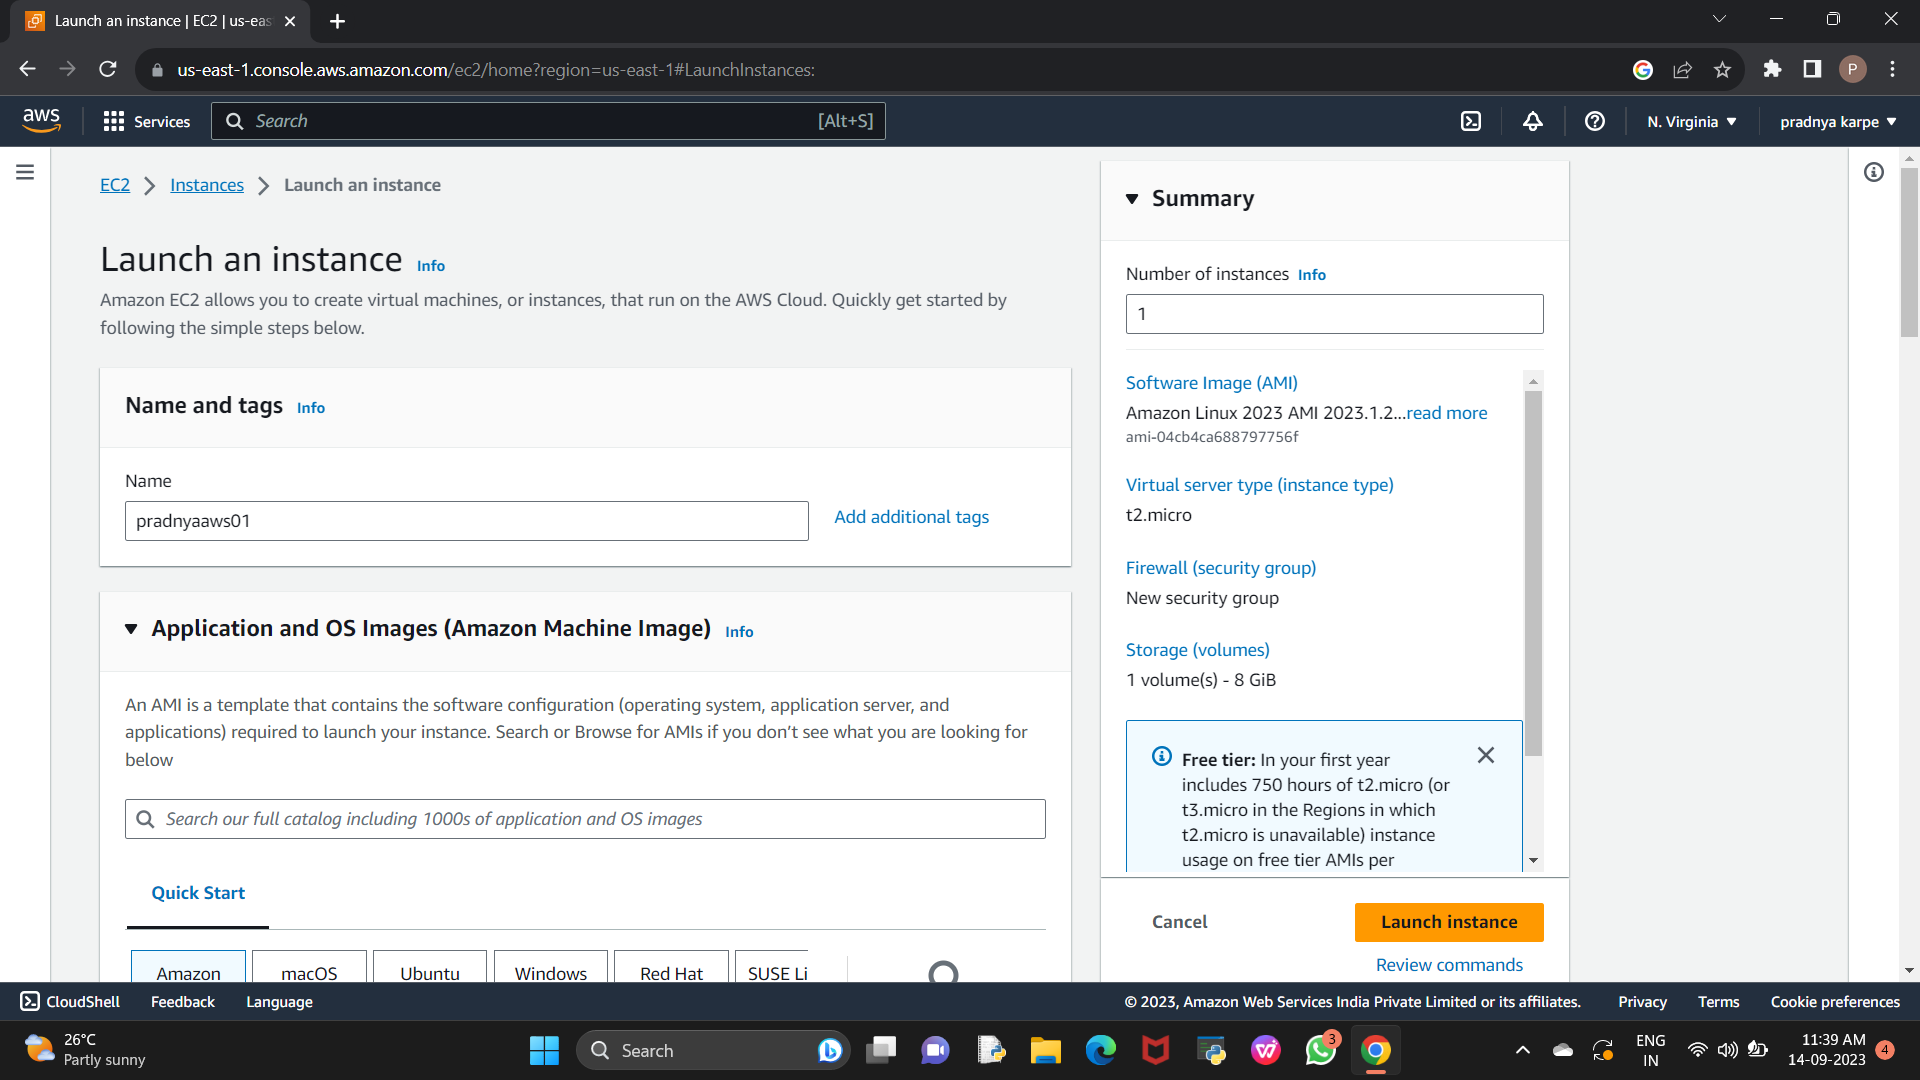 Launch an instance | EC2 | us-eas
us-east-1.console.aws.amazon.com/ec2/home?region=us-east-1#LaunchInstances:
P
aws
Services
Search
[Alt+S]
N. Virginia
pradnya karpe
EC2
Instances
Launch an instance
Launch an instance Info
Amazon EC2 allows you to create virtual machines, or instances, that run on the AWS Cloud. Quickly get started by
following the simple steps below.
Name and tags Info
Name
pradnyaaws01
Add additional tags
Application and OS Images (Amazon Machine Image) Info
An AMI is a template that contains the software configuration (operating system, application server, and
applications) required to launch your instance. Search or Browse for AMIs if you don’t see what you are looking for
below
Search our full catalog including 1000s of application and OS images
Quick Start
Amazon
macOS
Ubuntu
Windows
Red Hat
SUSE Li
Summary
Number of instances Info
1
Software Image (AMI)
Amazon Linux 2023 AMI 2023.1.2...read more
ami-04cb4ca688797756f
Virtual server type (instance type)
t2.micro
Firewall (security group)
New security group
Storage (volumes)
1 volume(s) - 8 GiB
Free tier: In your first year
includes 750 hours of t2.micro (or
t3.micro in the Regions in which
t2.micro is unavailable) instance
usage on free tier AMIs per
Cancel
Launch instance
Review commands
CloudShell
Feedback
Language
© 2023, Amazon Web Services India Private Limited or its affiliates.
Privacy
Terms
Cookie preferences
26°C
Partly sunny
Search
3
ENG
IN
11:39 AM
14-09-2023
4